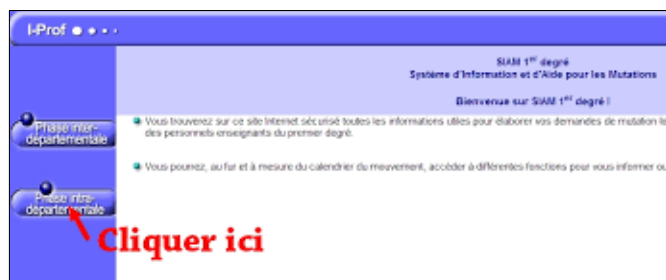 I-Prof
SIAM 1er degré
Système d'Information et d'Aide pour les Mutations
Bienvenue sur SIAM 1er degré !
Phase inter-
départementale
Vous trouverez sur ce site Internet sécurisé toutes les informations utiles pour élaborer vos demandes de mutation
des personnels enseignants du premier degré.
Vous pourrez, au fur et à mesure du calendrier du mouvement, accéder à différentes fonctions pour vous informer ou
Phase intra-
départementale
Cliquer ici